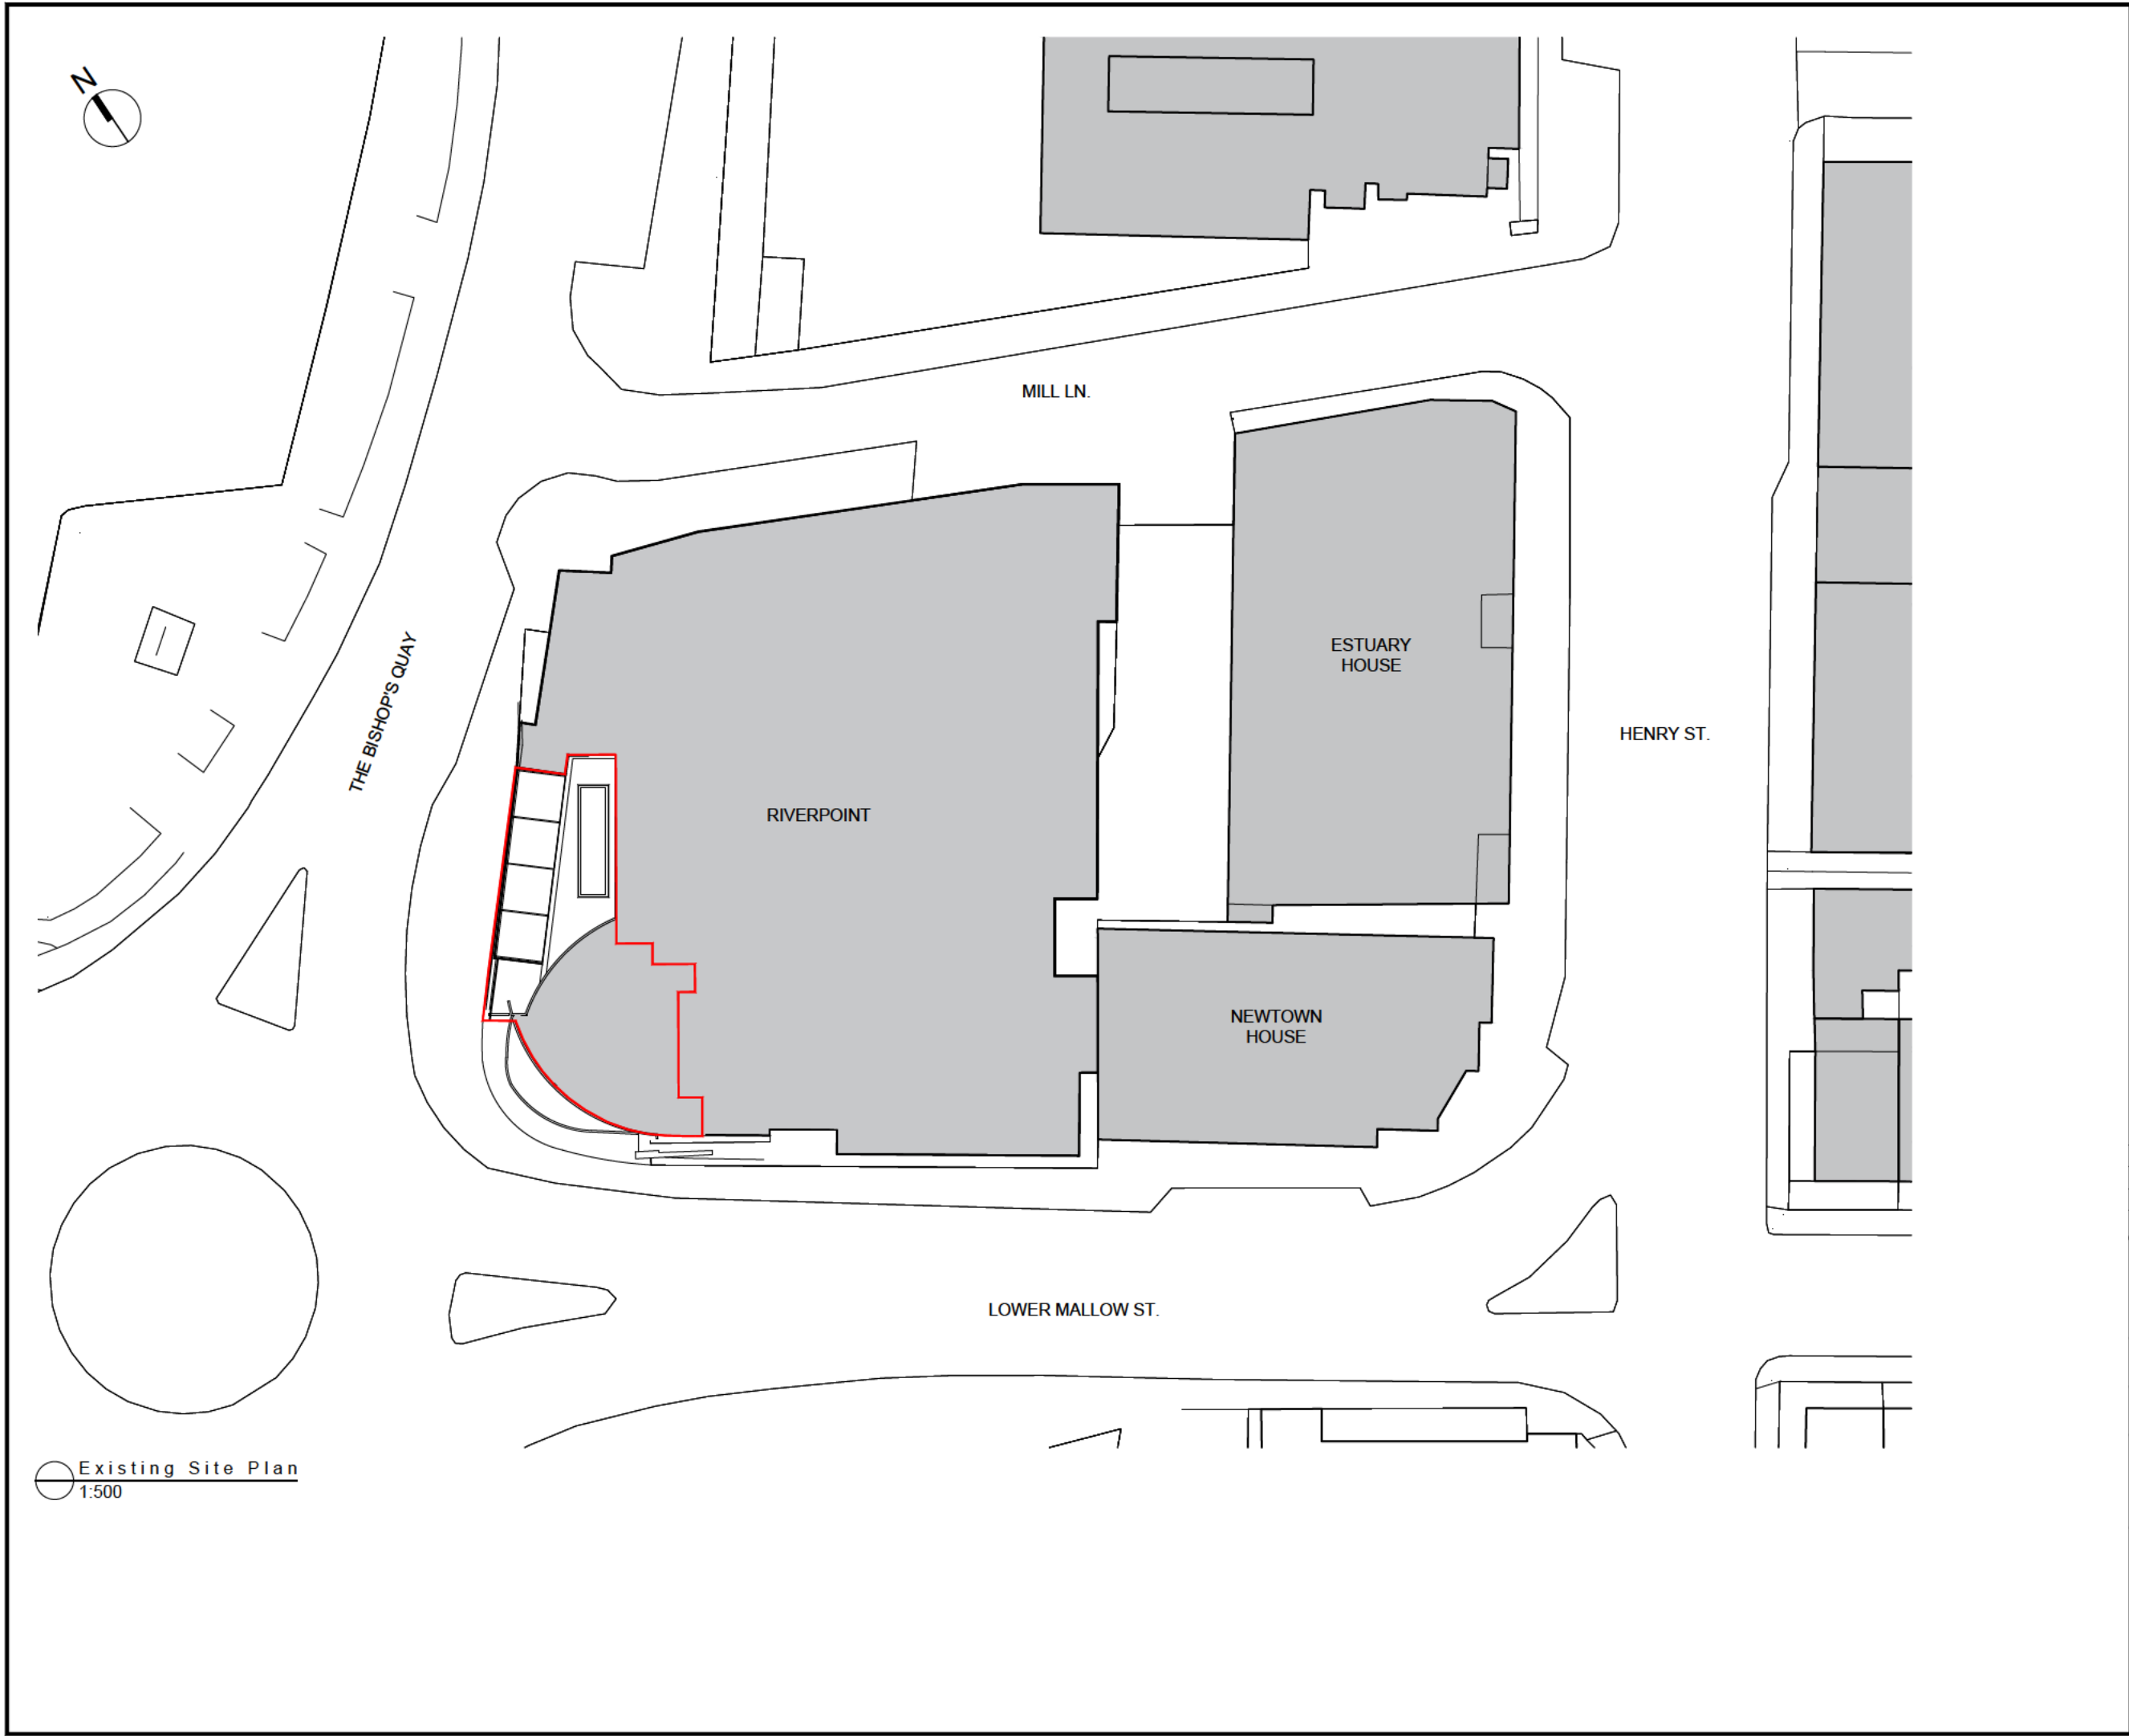 N
MILL LN.
ESTUARY
HOUSE
THE BISHOP'S QUAY
HENRY ST.
RIVERPOINT
NEWTOWN
HOUSE
LOWER MALLOW ST.
Existing Site Plan
1:500